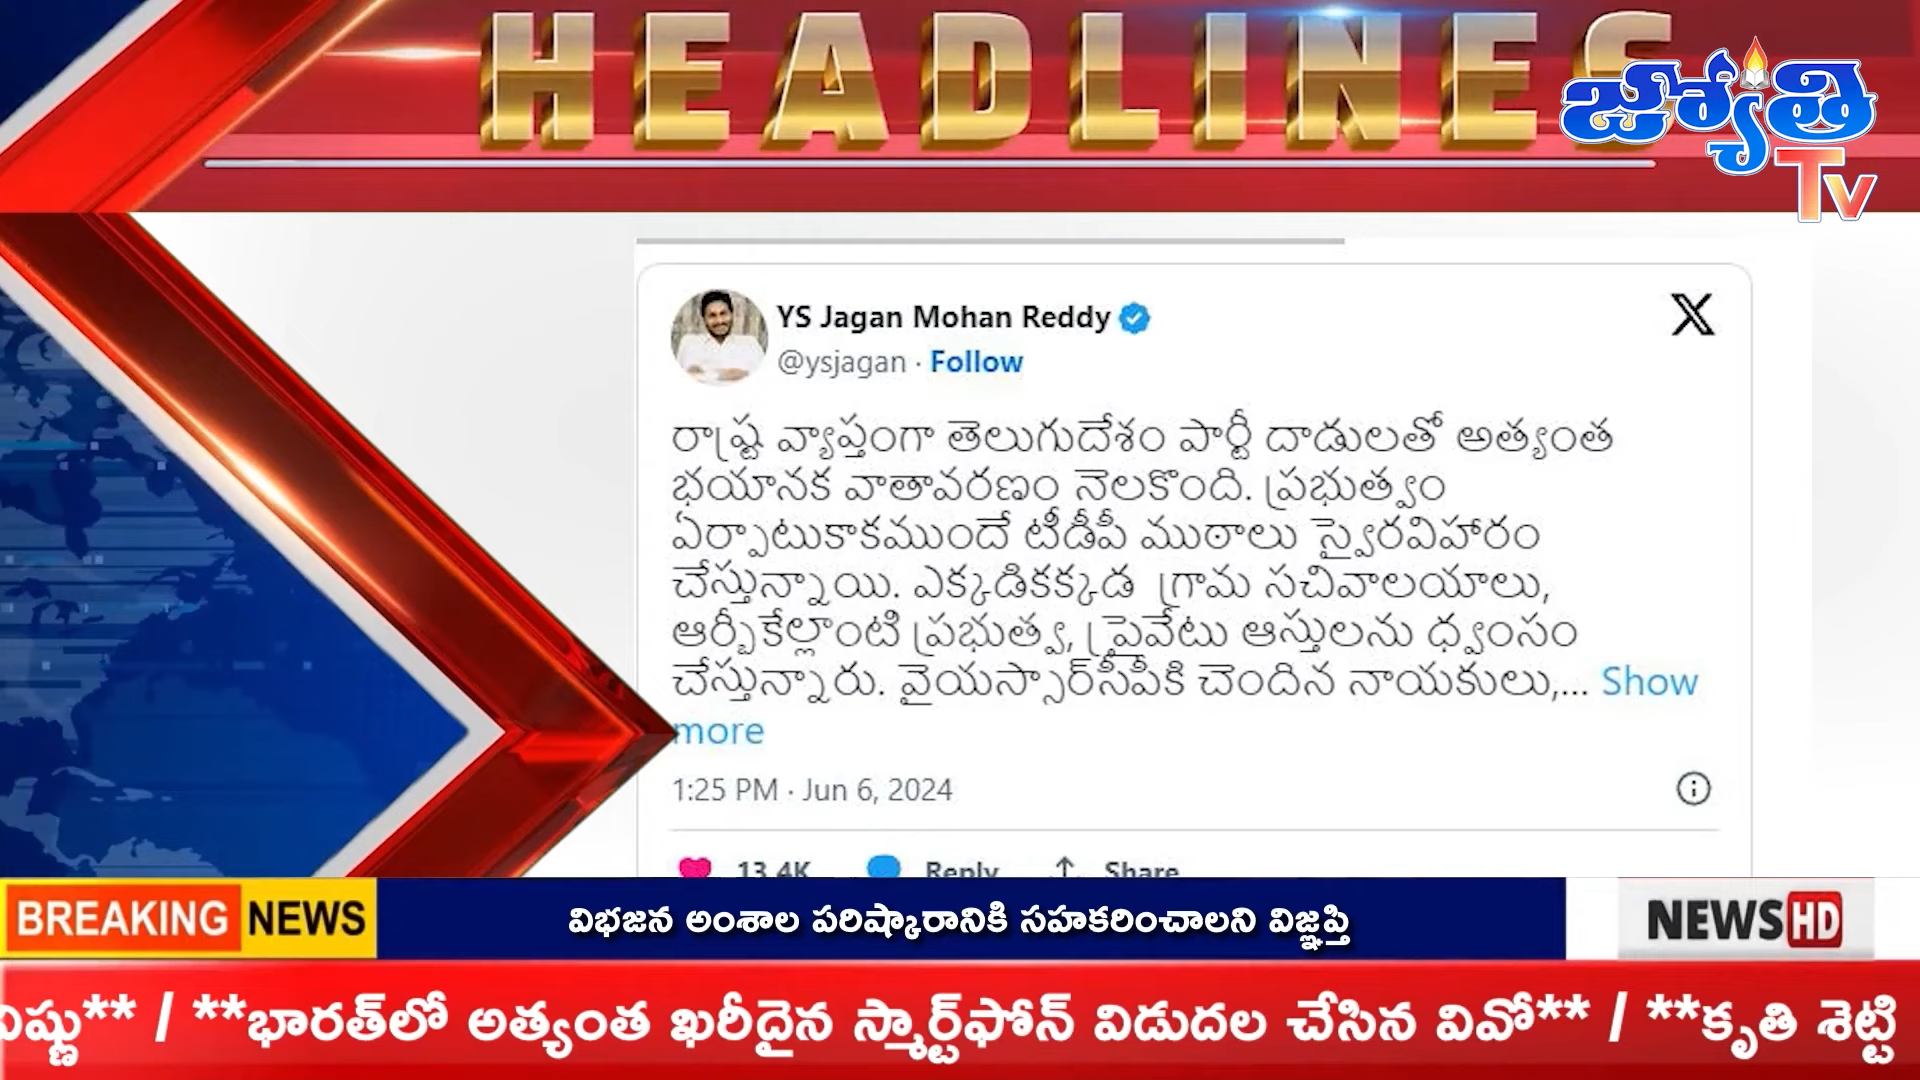 HEADLINES
జ్యోతి
TV
YS Jagan Mohan Reddy
@ysjagan · Follow
రాష్ట్ర వ్యాప్తంగా తెలుగుదేశం పార్టీ దాడులతో అత్యంత
భయానక వాతావరణం నెలకొంది. ప్రభుత్వం
ఏర్పాటుకాకముందే టీడీపీ ముఠాలు స్వైరవిహారం
చేస్తున్నాయి. ఎక్కడికక్కడ గ్రామ సచివాలయాలు,
ఆర్బీకేల్లాంటి ప్రభుత్వ, ప్రైవేటు ఆస్తులను ధ్వంసం
చేస్తున్నారు. వైయస్సార్‌సీపీకి చెందిన నాయకులు,... Show
more
1:25 PM · Jun 6, 2024
13.4K Reply Share
BREAKING NEWS
విభజన అంశాల పరిష్కారానికి సహకరించాలని విజ్ఞప్తి
NEWS HD
విష్ణు** / **భారత్‌లో అత్యంత ఖరీదైన స్మార్ట్‌ఫోన్ విడుదల చేసిన వివో** / **కృతి శెట్టి